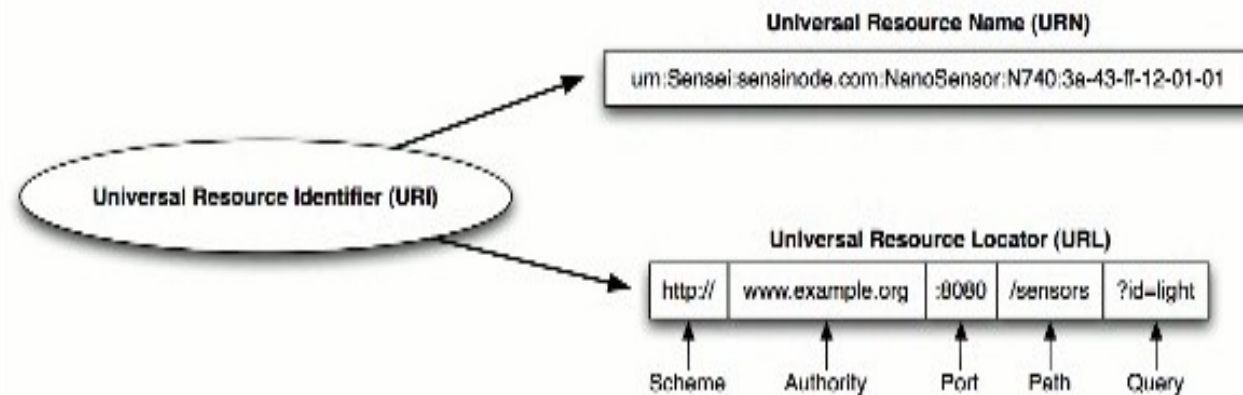 Universal Resource Name (URN)
urn:Sensei:sensinode.com:NanoSensor:N740:3a-43-ff-12-01-01
Universal Resource Identifier (URI)
Universal Resource Locator (URL)
http:// www.example.org :8080 /sensors ?id=light
Scheme Authority Port Path Query